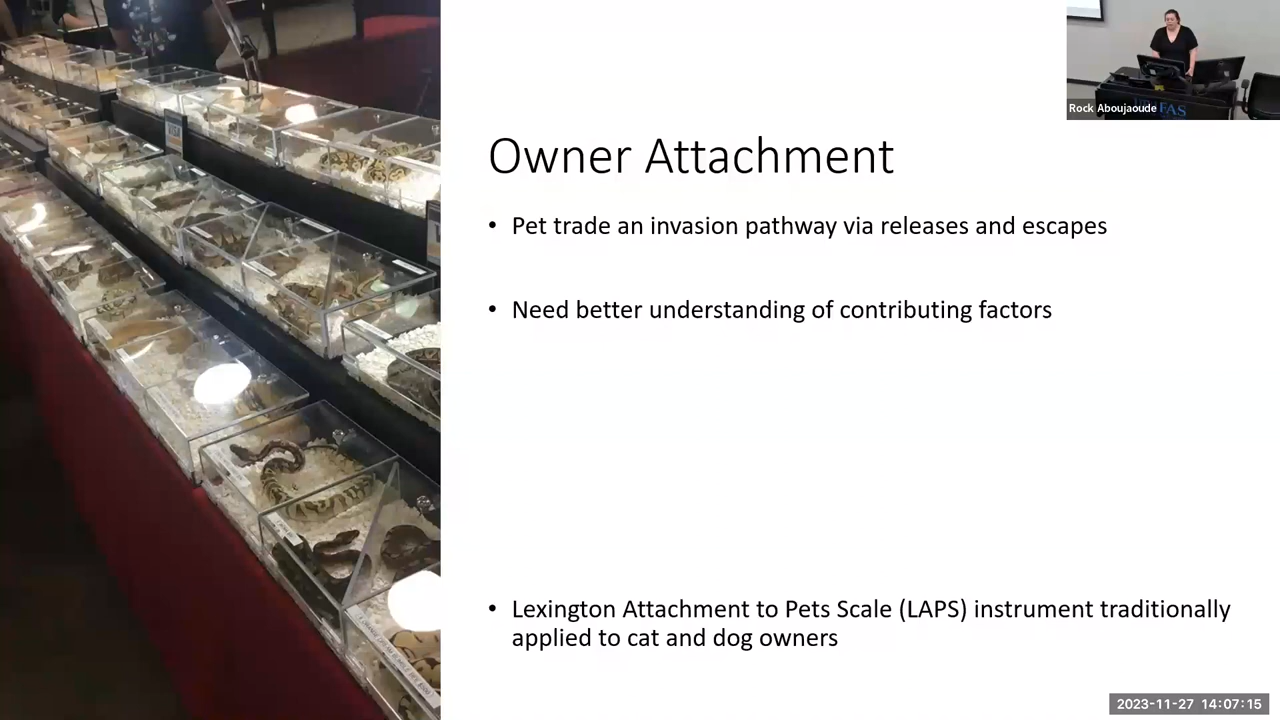 Rock Aboujaoude
FAS
Owner Attachment
• Pet trade an invasion pathway via releases and escapes
• Need better understanding of contributing factors
• Lexington Attachment to Pets Scale (LAPS) instrument traditionally
applied to cat and dog owners
2023-11-27 14:07:15